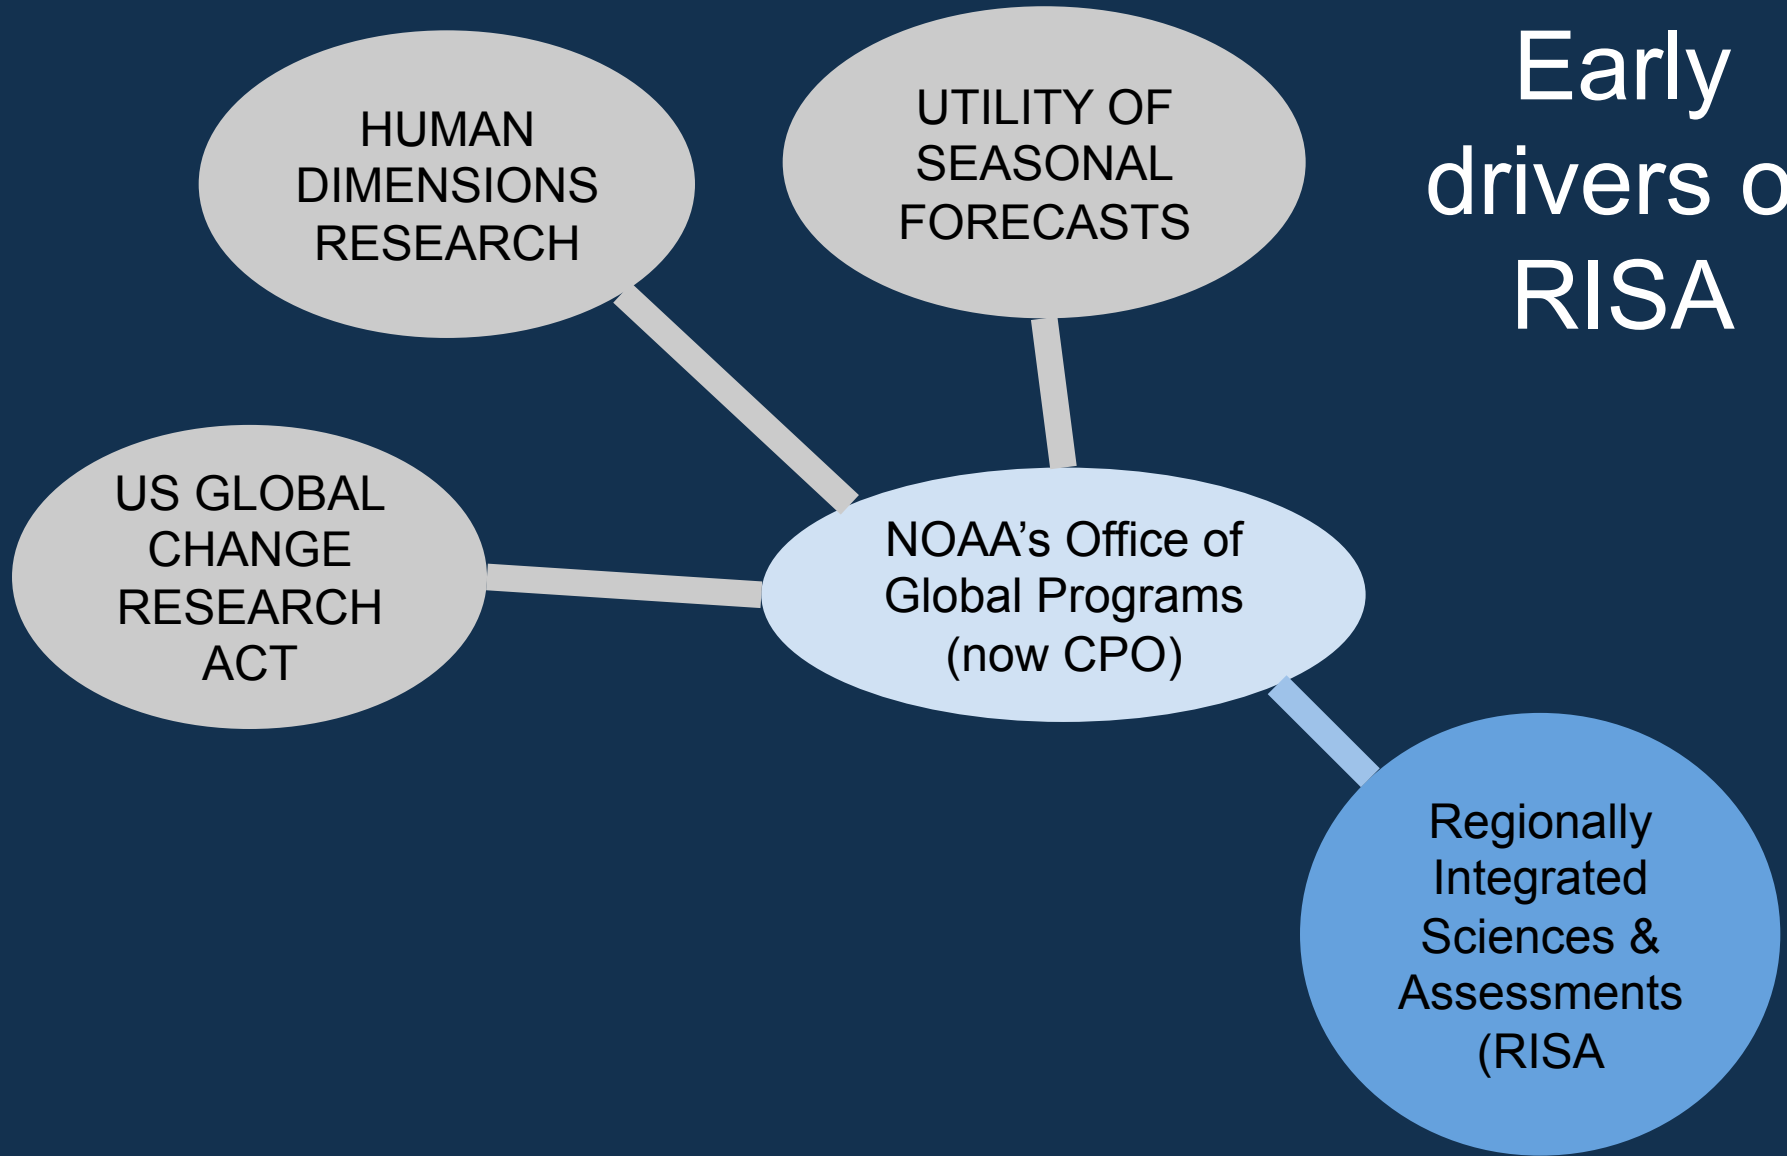 Early
drivers o
RISA
HUMAN
DIMENSIONS
RESEARCH
UTILITY OF
SEASONAL
FORECASTS
US GLOBAL
CHANGE
RESEARCH
ACT
NOAA’s Office of
Global Programs
(now CPO)
Regionally
Integrated
Sciences &
Assessments
(RISA